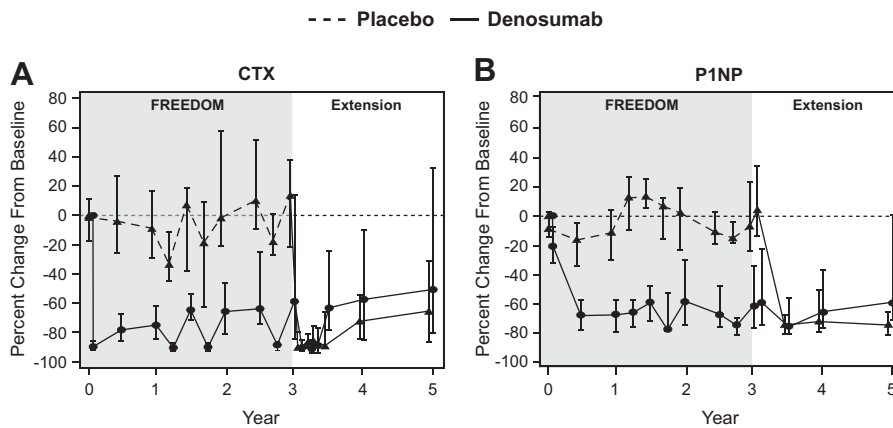 Placebo Denosumab
A
CTX
Percent Change From Baseline
80
60
40
20
0
-20
-40
-60
-80
-100
FREEDOM Extension
0 1 2 3 4 5
Year
B
P1NP
Percent Change From Baseline
80
60
40
20
0
-20
-40
-60
-80
-100
FREEDOM Extension
0 1 2 3 4 5
Year